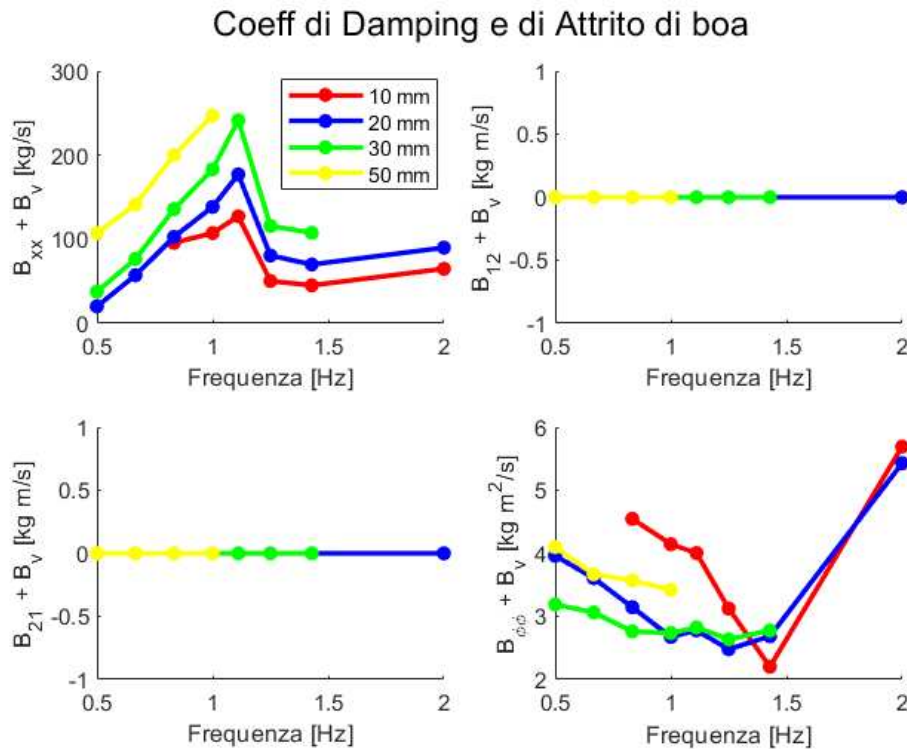 Coeff di Damping e di Attrito di boa
300
200
100
0
0.5 1 1.5 2
Frequenza [Hz]
B_xx + B_v [kg/s]
10 mm
20 mm
30 mm
50 mm
1
0.5
0
-0.5
-1
0.5 1 1.5 2
Frequenza [Hz]
B_12 + B_v [kg m/s]
1
0.5
0
-0.5
-1
0.5 1 1.5 2
Frequenza [Hz]
B_21 + B_v [kg m/s]
6
5
4
3
2
0.5 1 1.5 2
Frequenza [Hz]
B_ϕϕ + B_v [kg m²/s]